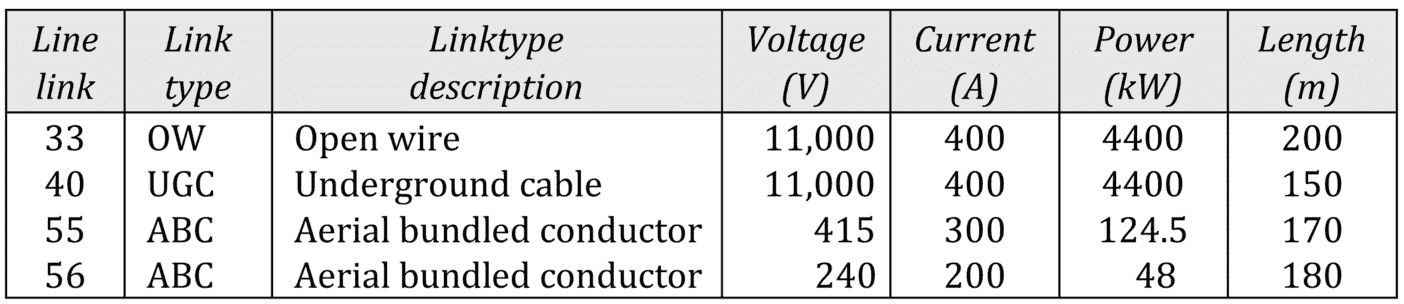 Line link Link type Linktype description Voltage (V) Current (A) Power (kW) Length (m)
33 OW Open wire 11,000 400 4400 200
40 UGC Underground cable 11,000 400 4400 150
55 ABC Aerial bundled conductor 415 300 124.5 170
56 ABC Aerial bundled conductor 240 200 48 180